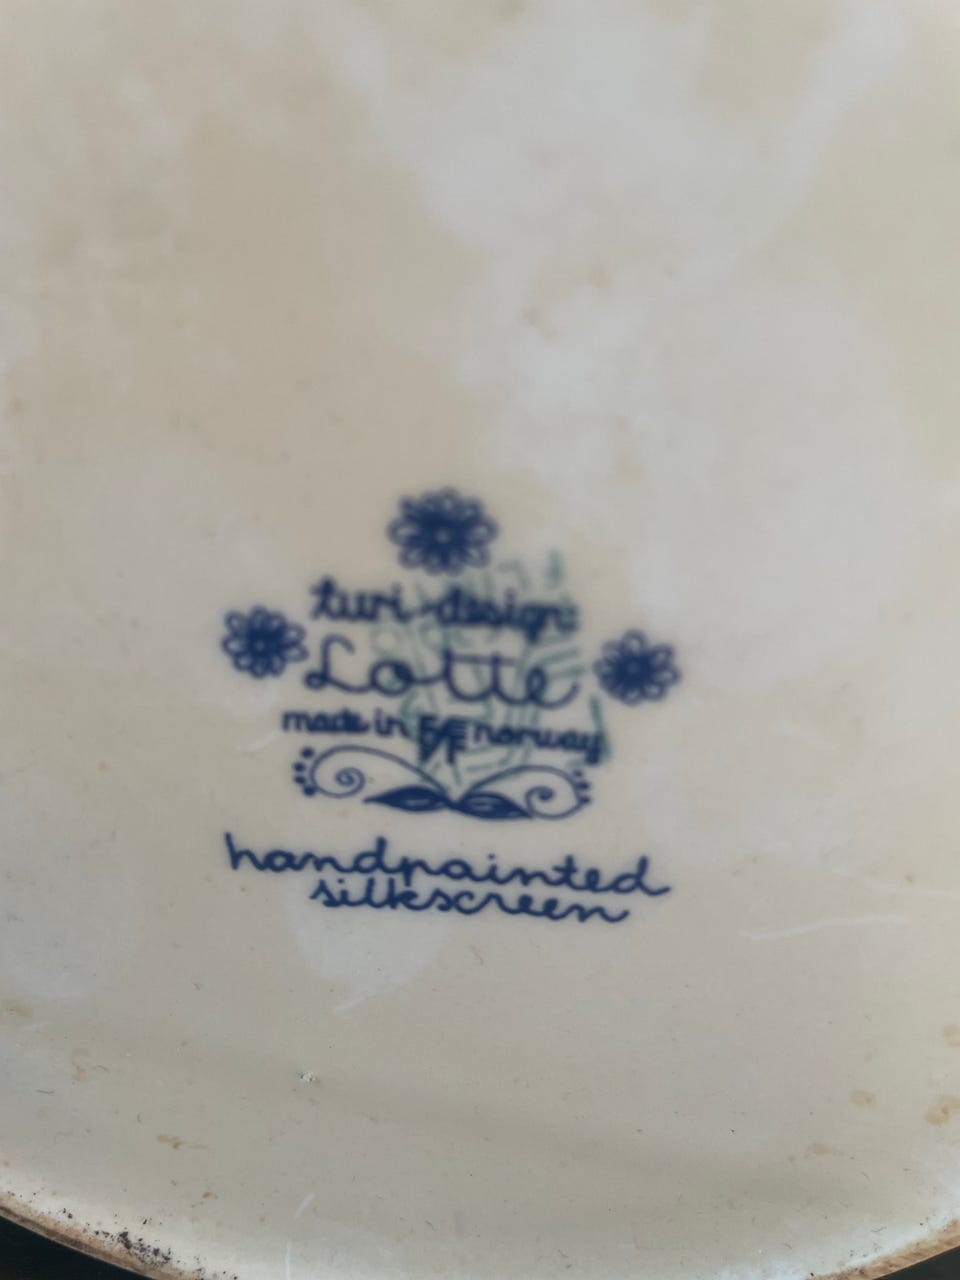 turi-design
Lotte
made in norway
handpainted
silkscreen